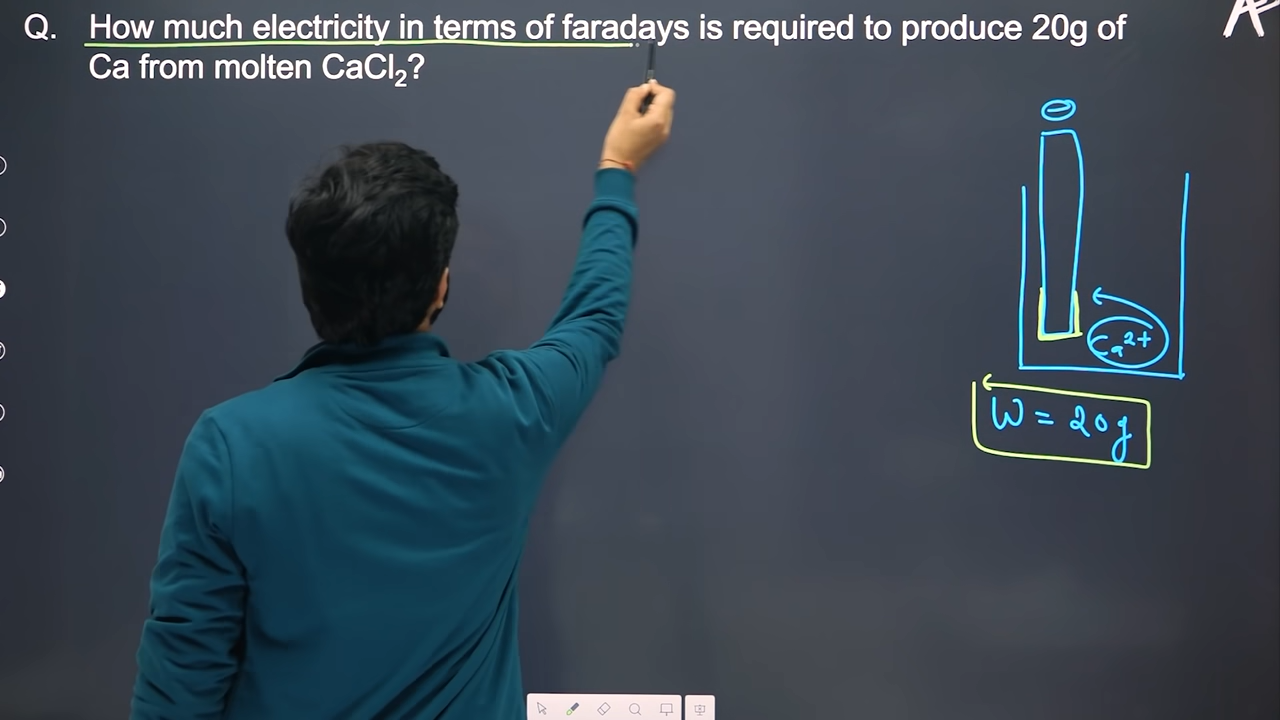 Q. How much electricity in terms of faradays is required to produce 20g of
Ca from molten CaCl₂?
Ca²⁺
W = 20g